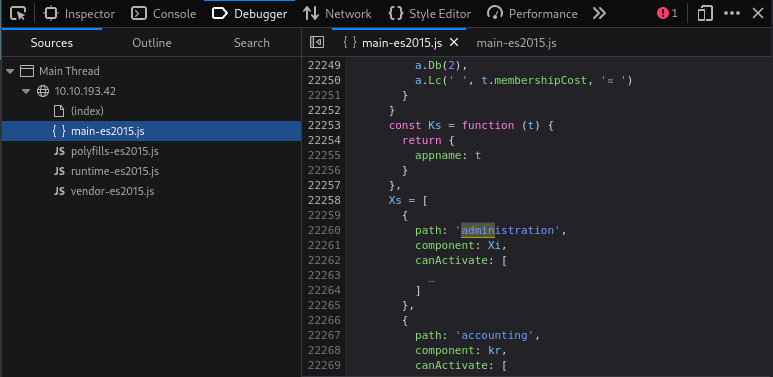 Inspector Console Debugger Network Style Editor Performance 1
Sources Outline Search { } main-es2015.js main-es2015.js
Main Thread
10.10.193.42
(index)
{ } main-es2015.js
JS polyfills-es2015.js
JS runtime-es2015.js
JS vendor-es2015.js
22249 a.Db(2),
22250 a.Lc(' ', t.membershipCost, '¤ ')
22251 }
22252 }
22253 const Ks = function (t) {
22254 return {
22255 appname: t
22256 }
22257 },
22258 Xs = [
22259 {
22260 path: 'administration',
22261 component: Xi,
22262 canActivate: [
22263 _
22264 ]
22265 },
22266 {
22267 path: 'accounting',
22268 component: kr,
22269 canActivate: [